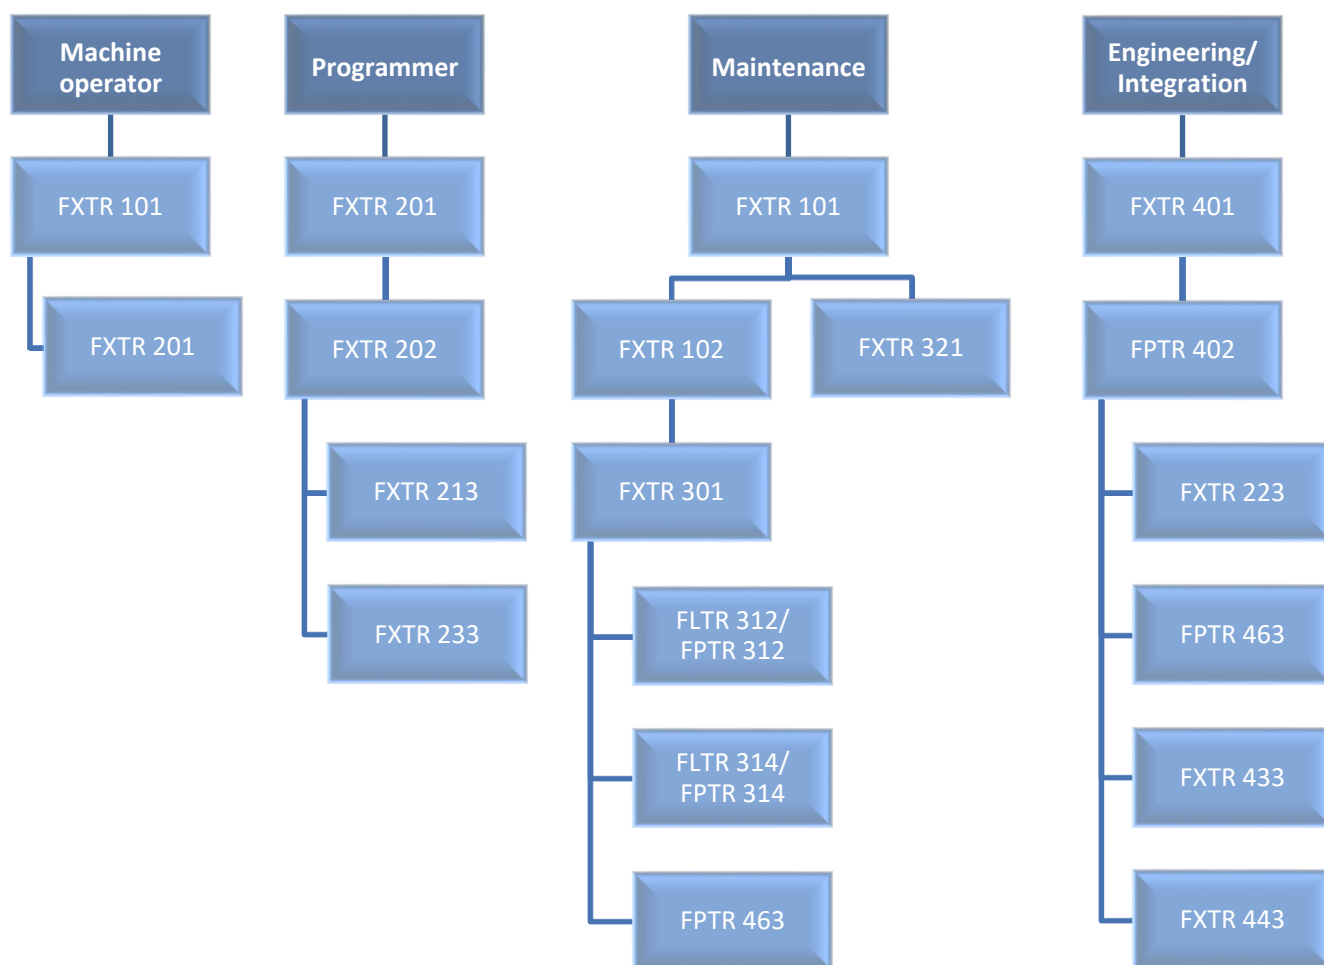 Machine
operator
Programmer
Maintenance
Engineering/
Integration
FXTR 101
FXTR 201
FXTR 101
FXTR 401
FXTR 201
FXTR 202
FXTR 102
FXTR 321
FPTR 402
FXTR 213
FXTR 301
FXTR 223
FXTR 233
FLTR 312/
FPTR 312
FPTR 463
FLTR 314/
FPTR 314
FXTR 433
FPTR 463
FXTR 443